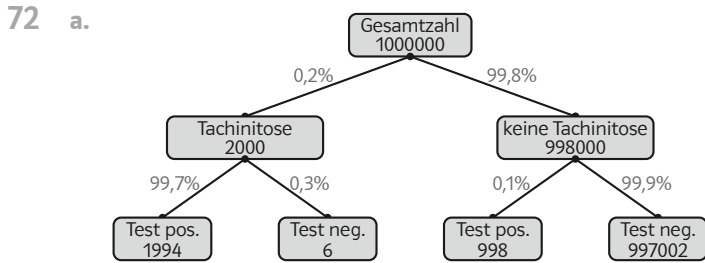 72 a.
Gesamtzahl
1000000
0,2% 99,8%
Tachinitose
2000
keine Tachinitose
998000
99,7% 0,3% 0,1% 99,9%
Test pos.
1994
Test neg.
6
Test pos.
998
Test neg.
997002